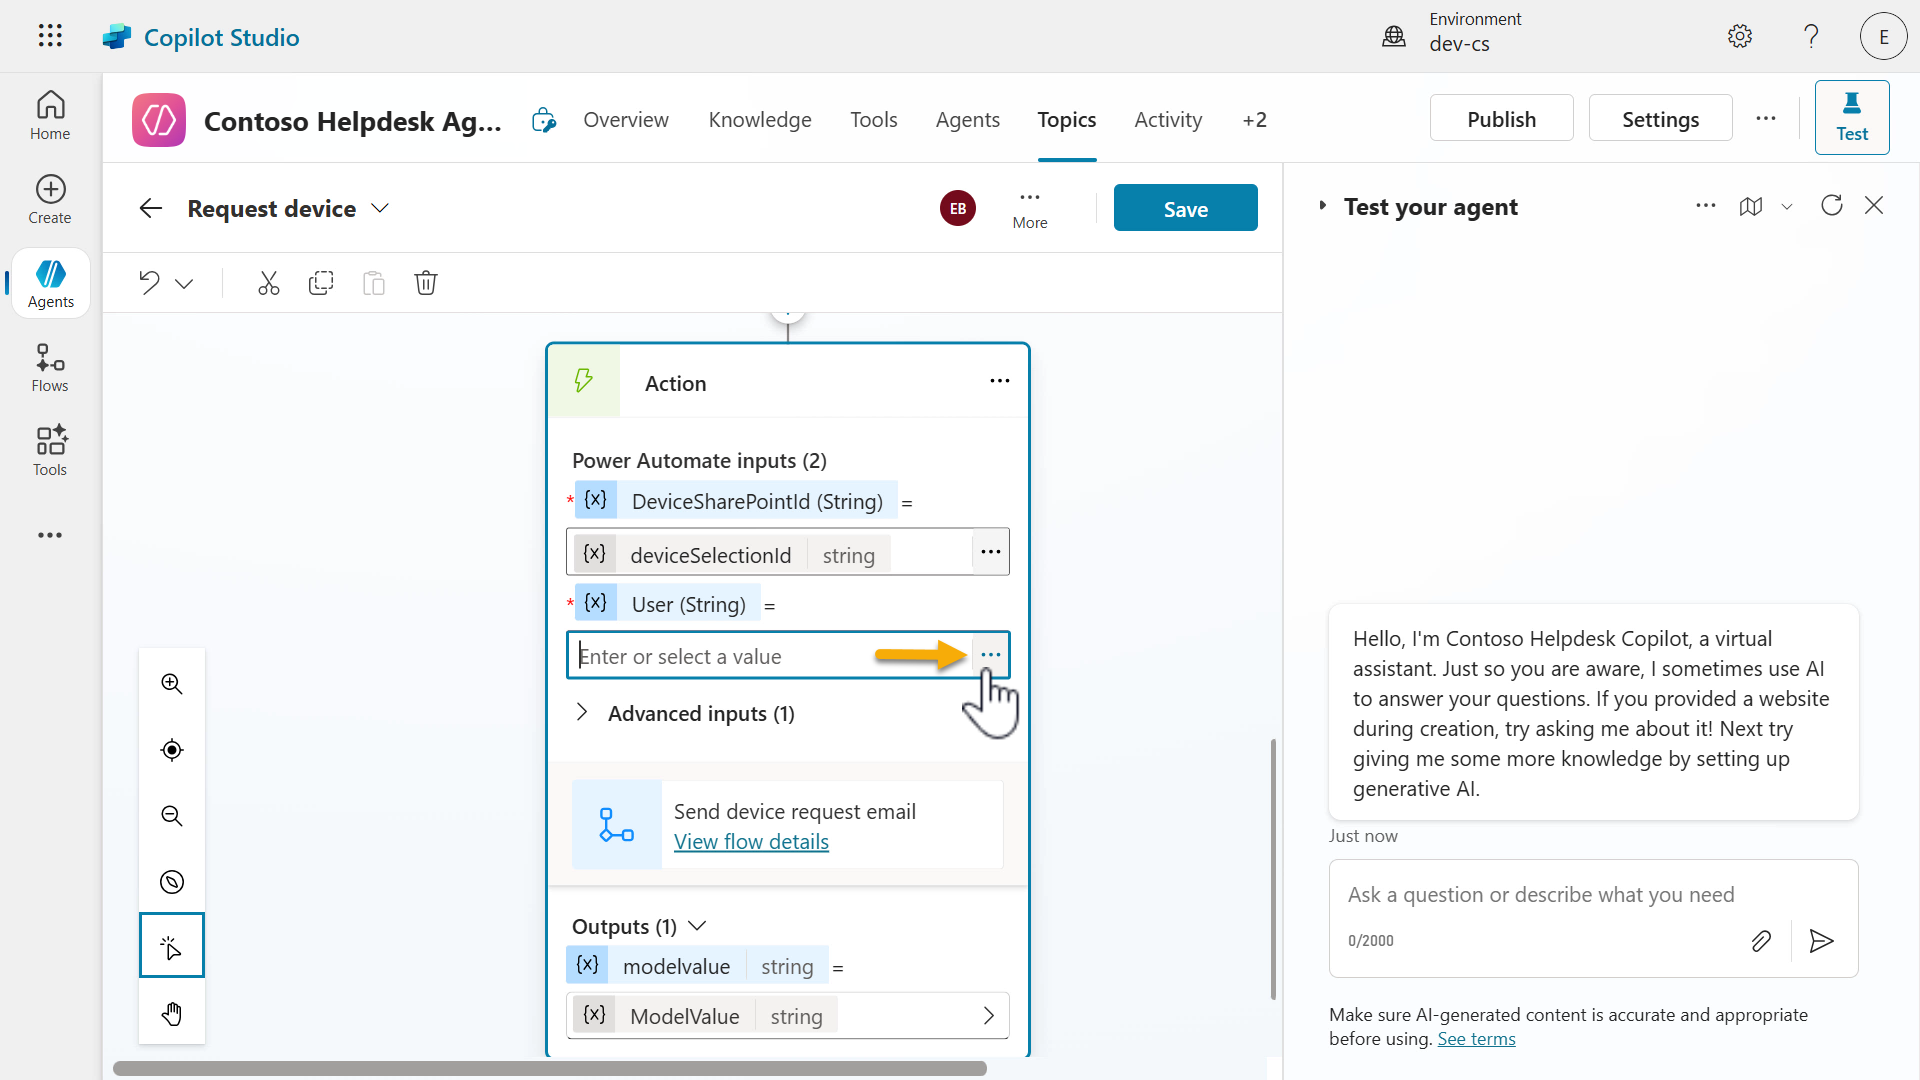 Copilot Studio
Environment
dev-cs
?
E
Home
Create
Agents
Flows
Tools
Contoso Helpdesk Ag...
Overview
Knowledge
Tools
Agents
Topics
Activity
+2
Publish
Settings
Test
Request device
EB
More
Save
Action
Power Automate inputs (2)
* {x} DeviceSharePointId (String) =
{x} deviceSelectionId string
* {x} User (String) =
Enter or select a value
Advanced inputs (1)
Send device request email
View flow details
Outputs (1)
{x} modelvalue string =
{x} ModelValue string
Test your agent
Hello, I'm Contoso Helpdesk Copilot, a virtual
assistant. Just so you are aware, I sometimes use AI
to answer your questions. If you provided a website
during creation, try asking me about it! Next try
giving me some more knowledge by setting up
generative AI.
Just now
Ask a question or describe what you need
0/2000
Make sure AI-generated content is accurate and appropriate
before using. See terms